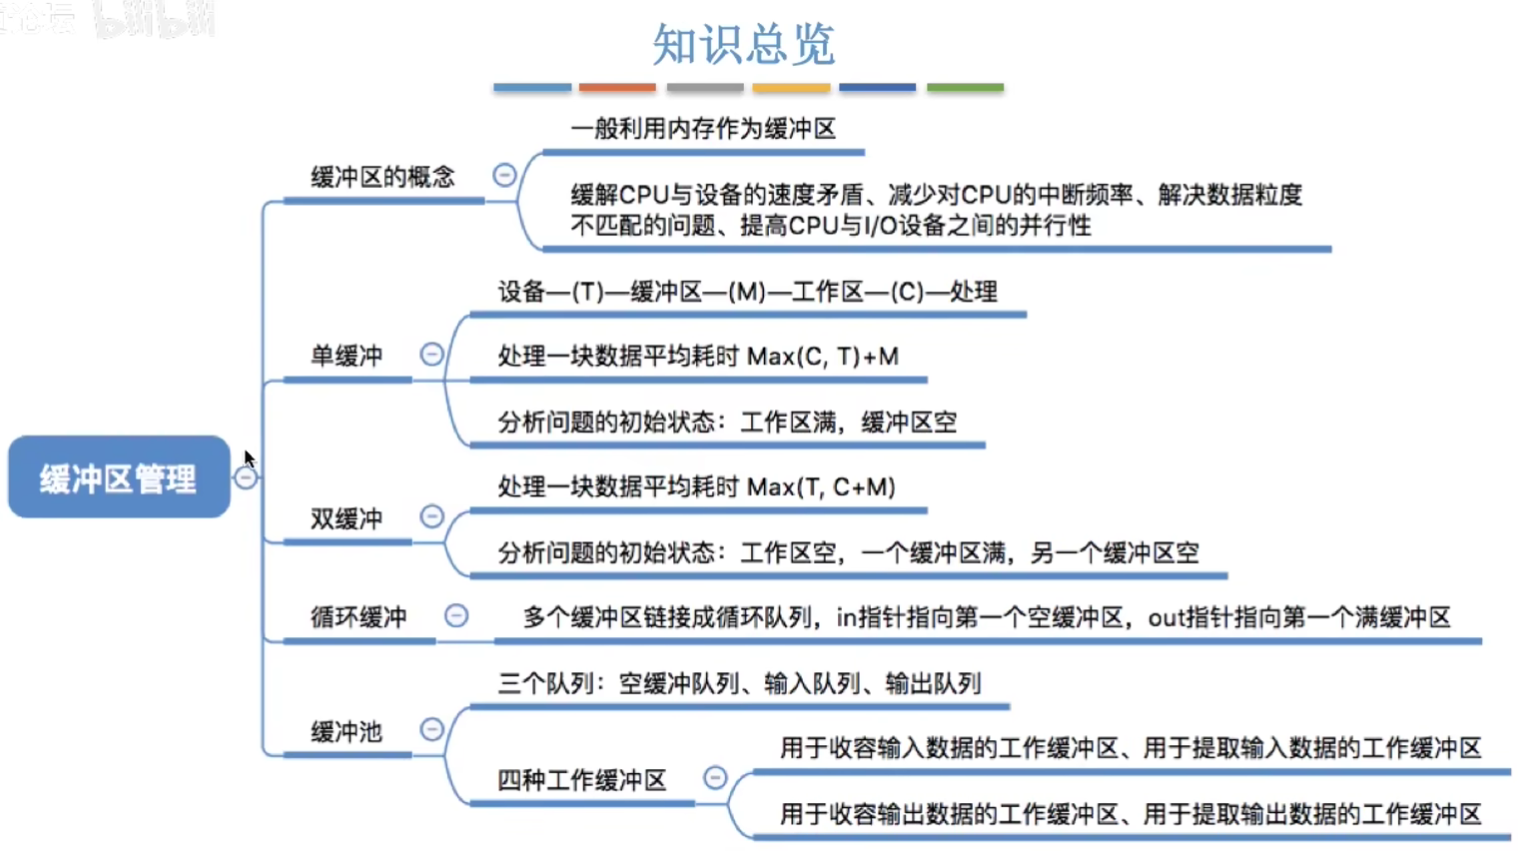 bilibili
知识总览
一般利用内存作为缓冲区
缓冲区的概念
缓解CPU与设备的速度矛盾、减少对CPU的中断频率、解决数据粒度
不匹配的问题、提高CPU与I/O设备之间的并行性
设备—(T)—缓冲区—(M)—工作区—(C)—处理
单缓冲
处理一块数据平均耗时 Max(C, T)+M
分析问题的初始状态：工作区满，缓冲区空
缓冲区管理
处理一块数据平均耗时 Max(T, C+M)
双缓冲
分析问题的初始状态：工作区空，一个缓冲区满，另一个缓冲区空
循环缓冲
多个缓冲区链接成循环队列，in指针指向第一个空缓冲区，out指针指向第一个满缓冲区
三个队列：空缓冲队列、输入队列、输出队列
缓冲池
用于收容输入数据的工作缓冲区、用于提取输入数据的工作缓冲区
四种工作缓冲区
用于收容输出数据的工作缓冲区、用于提取输出数据的工作缓冲区